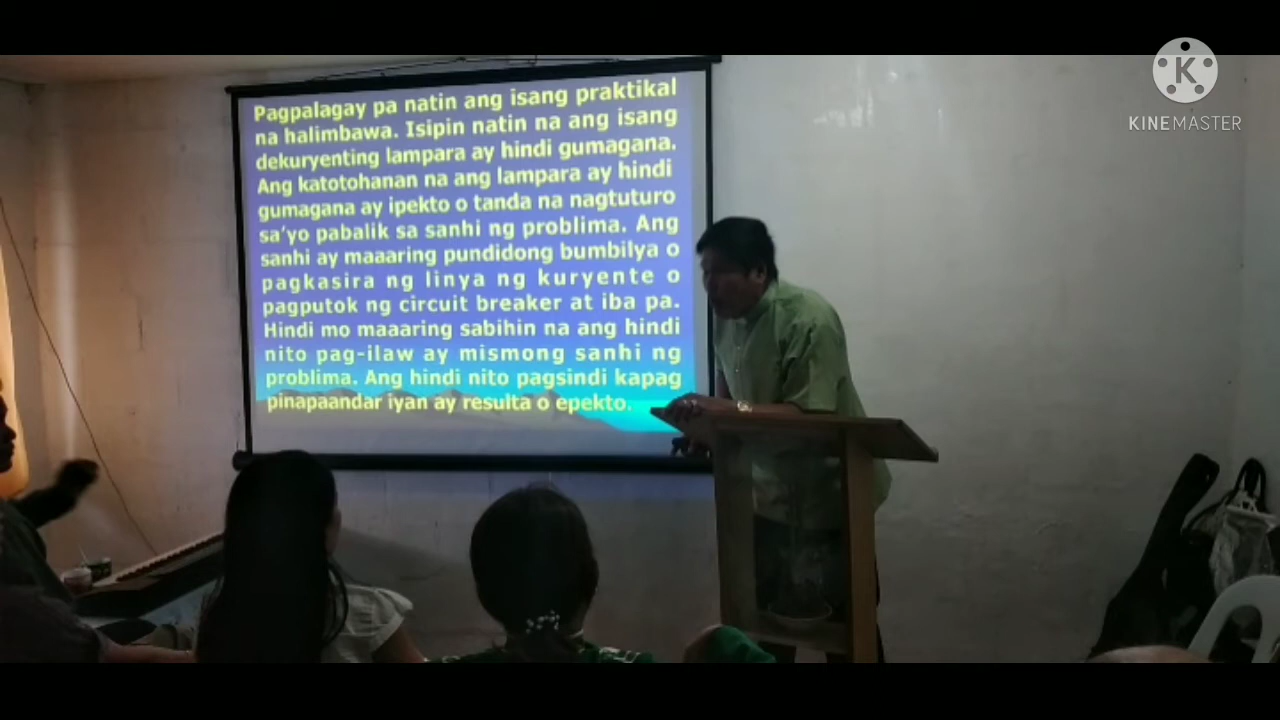 Pagpalagay pa natin ang isang praktikal
na halimbawa. Isipin natin na ang isang
dekuryenting lampara ay hindi gumagana.
Ang katotohanan na ang lampara ay hindi
gumagana ay ipekto o tanda na nagtuturo
sa'yo pabalik sa sanhi ng problima. Ang
sanhi ay maaaring pundidong bumbilya o
pagkasira ng linya ng kuryente o
pagputok ng circuit breaker at iba pa.
Hindi mo maaaring sabihin na ang hindi
nito pag-ilaw ay mismong sanhi ng
problima. Ang hindi nito pagsindi kapag
pinapaandar iyan ay resulta o epekto.
K
KINEMASTER